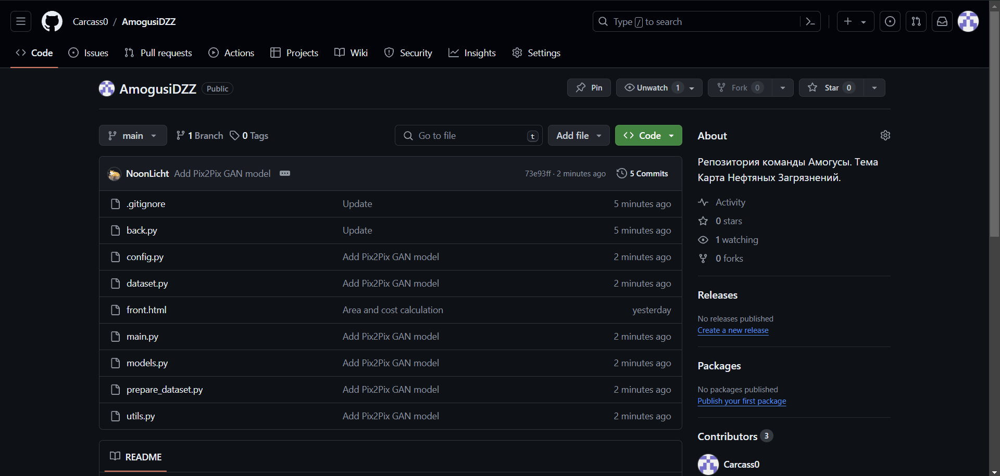 Carcass0 / AmogusiDZZ
Type / to search
Code Issues Pull requests Actions Projects Wiki Security Insights Settings
AmogusiDZZ Public
Pin Unwatch 1 Fork 0 Star 0
main 1 Branch 0 Tags
Go to file t Add file Code
NoonLicht Add Pix2Pix GAN model 73e93ff · 2 minutes ago 5 Commits
.gitignore Update 5 minutes ago
back.py Update 5 minutes ago
config.py Add Pix2Pix GAN model 2 minutes ago
dataset.py Add Pix2Pix GAN model 2 minutes ago
front.html Area and cost calculation yesterday
main.py Add Pix2Pix GAN model 2 minutes ago
models.py Add Pix2Pix GAN model 2 minutes ago
prepare_dataset.py Add Pix2Pix GAN model 2 minutes ago
utils.py Add Pix2Pix GAN model 2 minutes ago
README
About
Репозитория команды Амогусы. Тема
Карта Нефтяных Загрязнений.
Activity
0 stars
1 watching
0 forks
Releases
No releases published
Create a new release
Packages
No packages published
Publish your first package
Contributors 3
Carcass0